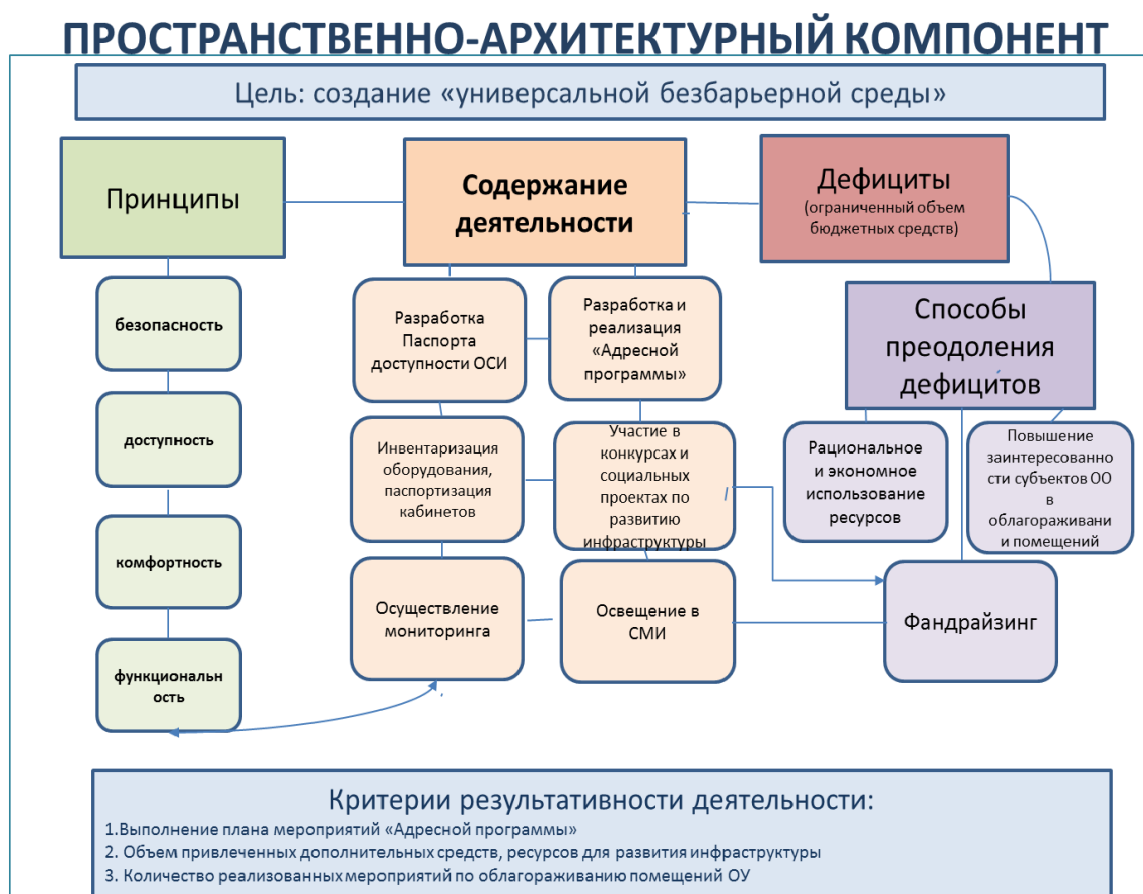 ПРОСТРАНСТВЕННО-АРХИТЕКТУРНЫЙ КОМПОНЕНТ
Цель: создание «универсальной безбарьерной среды»
Принципы
Содержание
деятельности
Дефициты
(ограниченный объем
бюджетных средств)
безопасность
доступность
комфортность
функциональн
ость
Разработка
Паспорта
доступности ОСИ
Разработка и
реализация
«Адресной
программы»
Инвентаризация
оборудования,
паспортизация
кабинетов
Участие в
конкурсах и
социальных
проектах по
развитию
инфраструктуры
Осуществление
мониторинга
Освещение в
СМИ
Способы
преодоления
дефицитов
Рациональное
и экономное
использование
ресурсов
Повышение
заинтересованно
сти субъектов ОО
в
облагораживани
и помещений
Фандрайзинг
Критерии результативности деятельности:
1.Выполнение плана мероприятий «Адресной программы»
2. Объем привлеченных дополнительных средств, ресурсов для развития инфраструктуры
3. Количество реализованных мероприятий по облагораживанию помещений ОУ